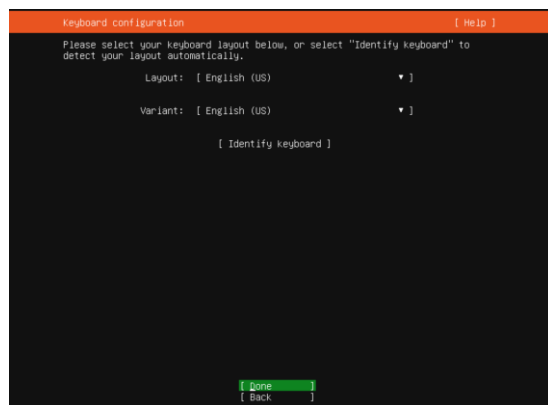 Keyboard configuration [ Help ]
Please select your keyboard layout below, or select "Identify keyboard" to
detect your layout automatically.
Layout: [ English (US) ▾ ]
Variant: [ English (US) ▾ ]
[ Identify keyboard ]
[ Done ]
[ Back ]